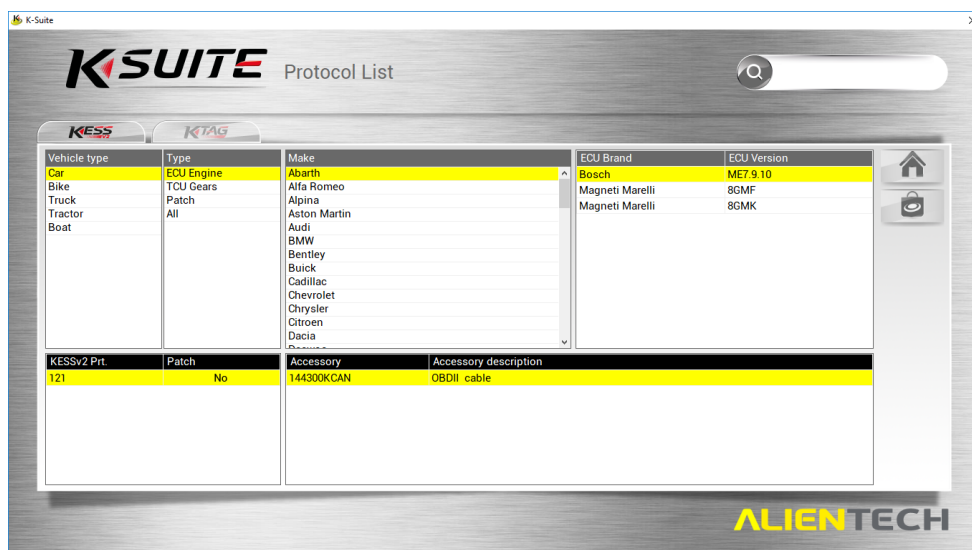 K-Suite
K-SUITE Protocol List
KESS V2 K-TAG
Vehicle type Type Make ECU Brand ECU Version
Car ECU Engine Abarth Bosch ME7.9.10
Bike TCU Gears Alfa Romeo Magneti Marelli 8GMF
Truck Patch Alpina Magneti Marelli 8GMK
Tractor All Aston Martin
Boat Audi
BMW
Bentley
Buick
Cadillac
Chevrolet
Chrysler
Citroen
Dacia
KESSv2 Prt. Patch Accessory Accessory description
121 No 144300KCAN OBDII cable
ALIENTECH